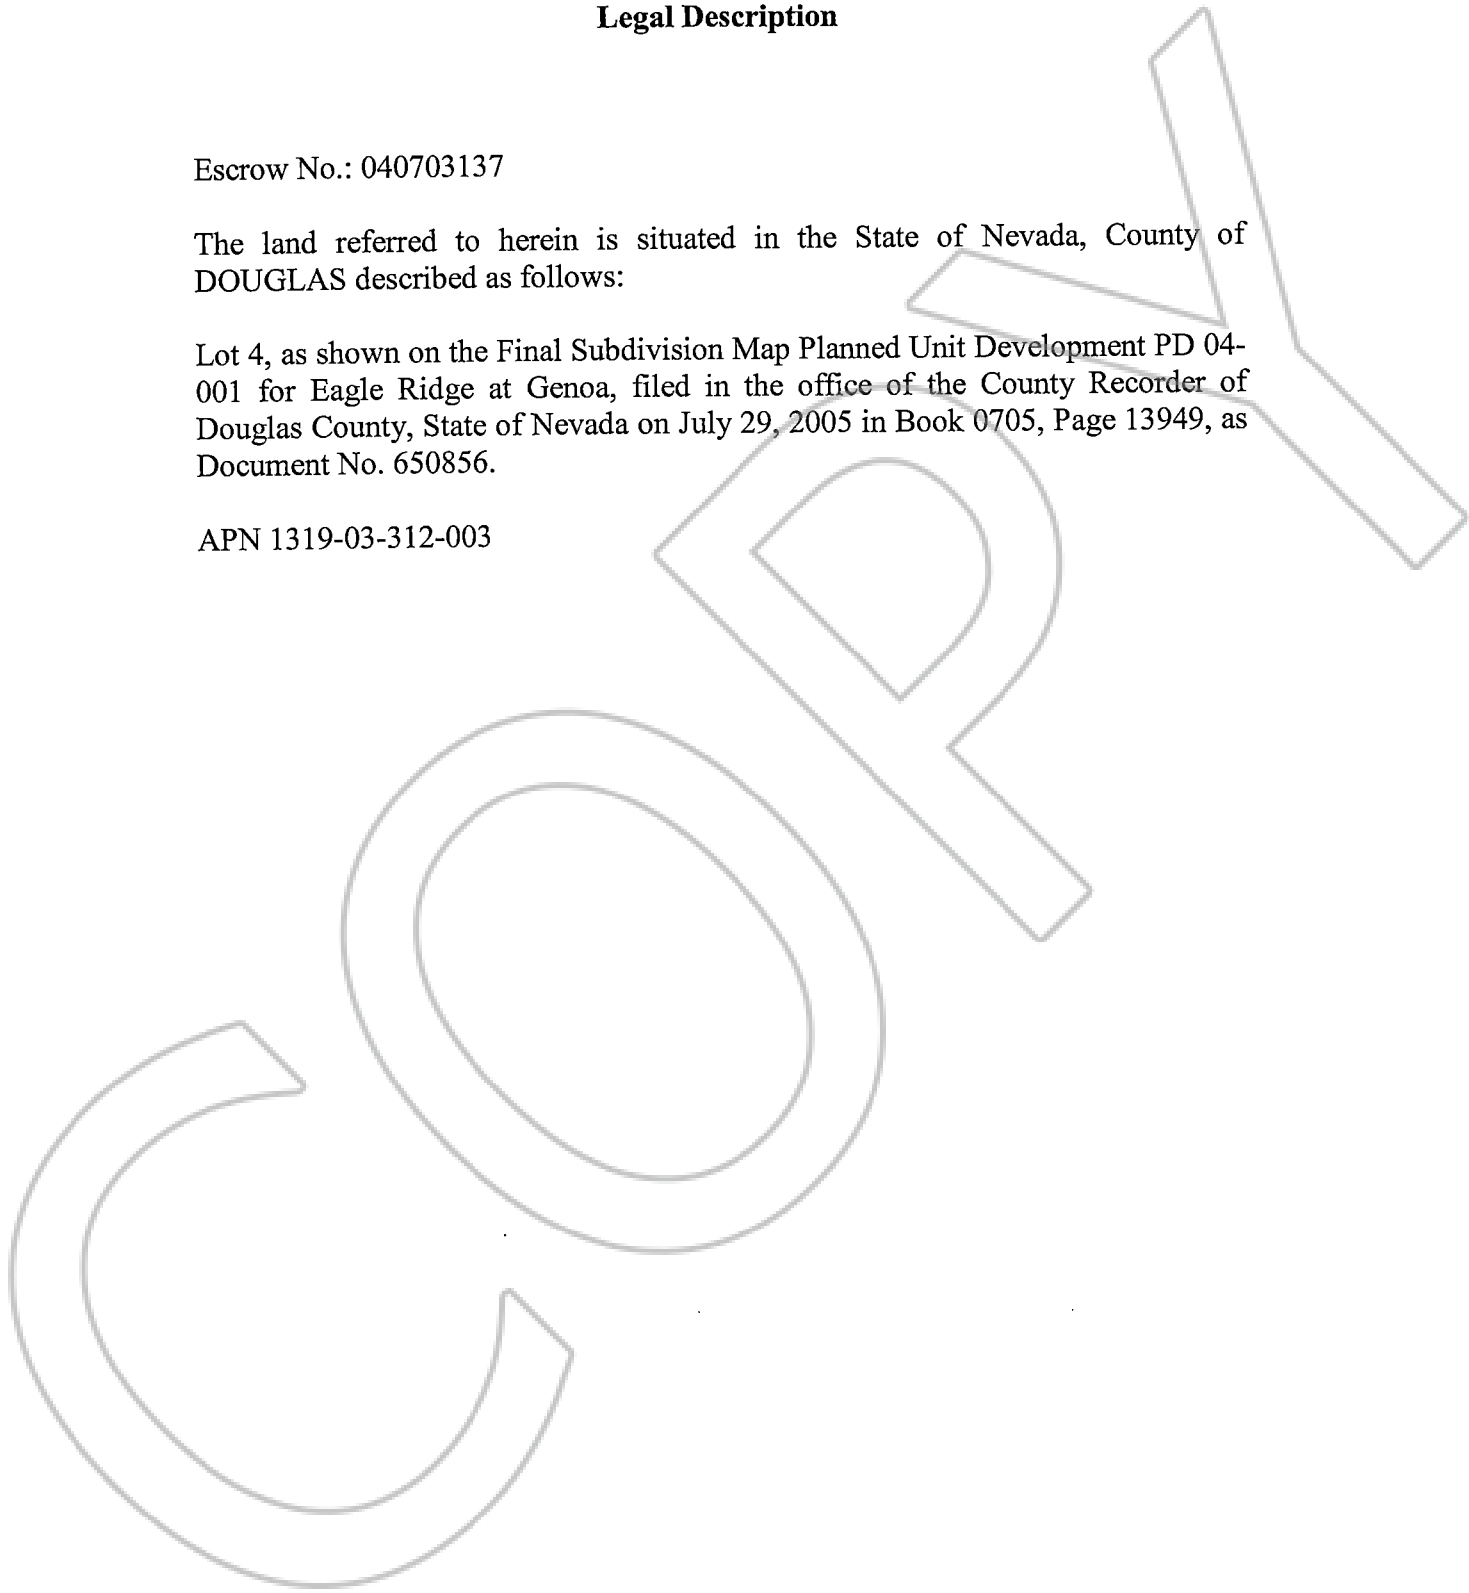 Legal Description
Escrow No.: 040703137
The land referred to herein is situated in the State of Nevada, County of
DOUGLAS described as follows:
Lot 4, as shown on the Final Subdivision Map Planned Unit Development PD 04-
001 for Eagle Ridge at Genoa, filed in the office of the County Recorder of
Douglas County, State of Nevada on July 29, 2005 in Book 0705, Page 13949, as
Document No. 650856.
APN 1319-03-312-003
COPY